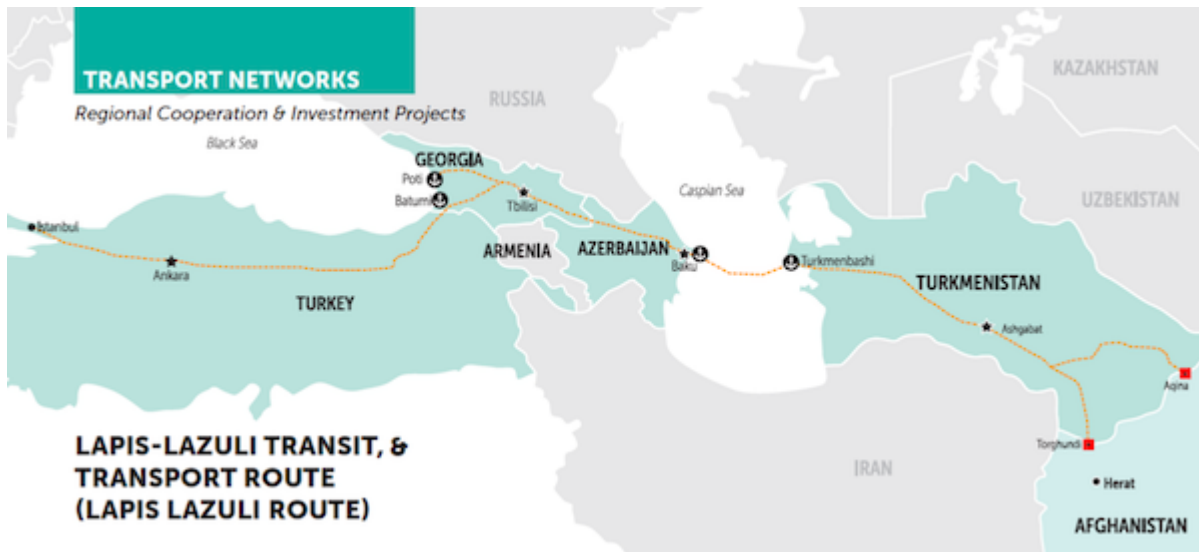 TRANSPORT NETWORKS
Regional Cooperation & Investment Projects
RUSSIA
KAZAKHSTAN
Black Sea
GEORGIA
Poti
Batumi
Tbilisi
Caspian Sea
UZBEKISTAN
Istanbul
Ankara
ARMENIA
AZERBAIJAN
Baku
Turkmenbashi
TURKMENISTAN
TURKEY
Ashgabat
Aqina
Torghundi
LAPIS-LAZULI TRANSIT, &
TRANSPORT ROUTE
(LAPIS LAZULI ROUTE)
IRAN
Herat
AFGHANISTAN